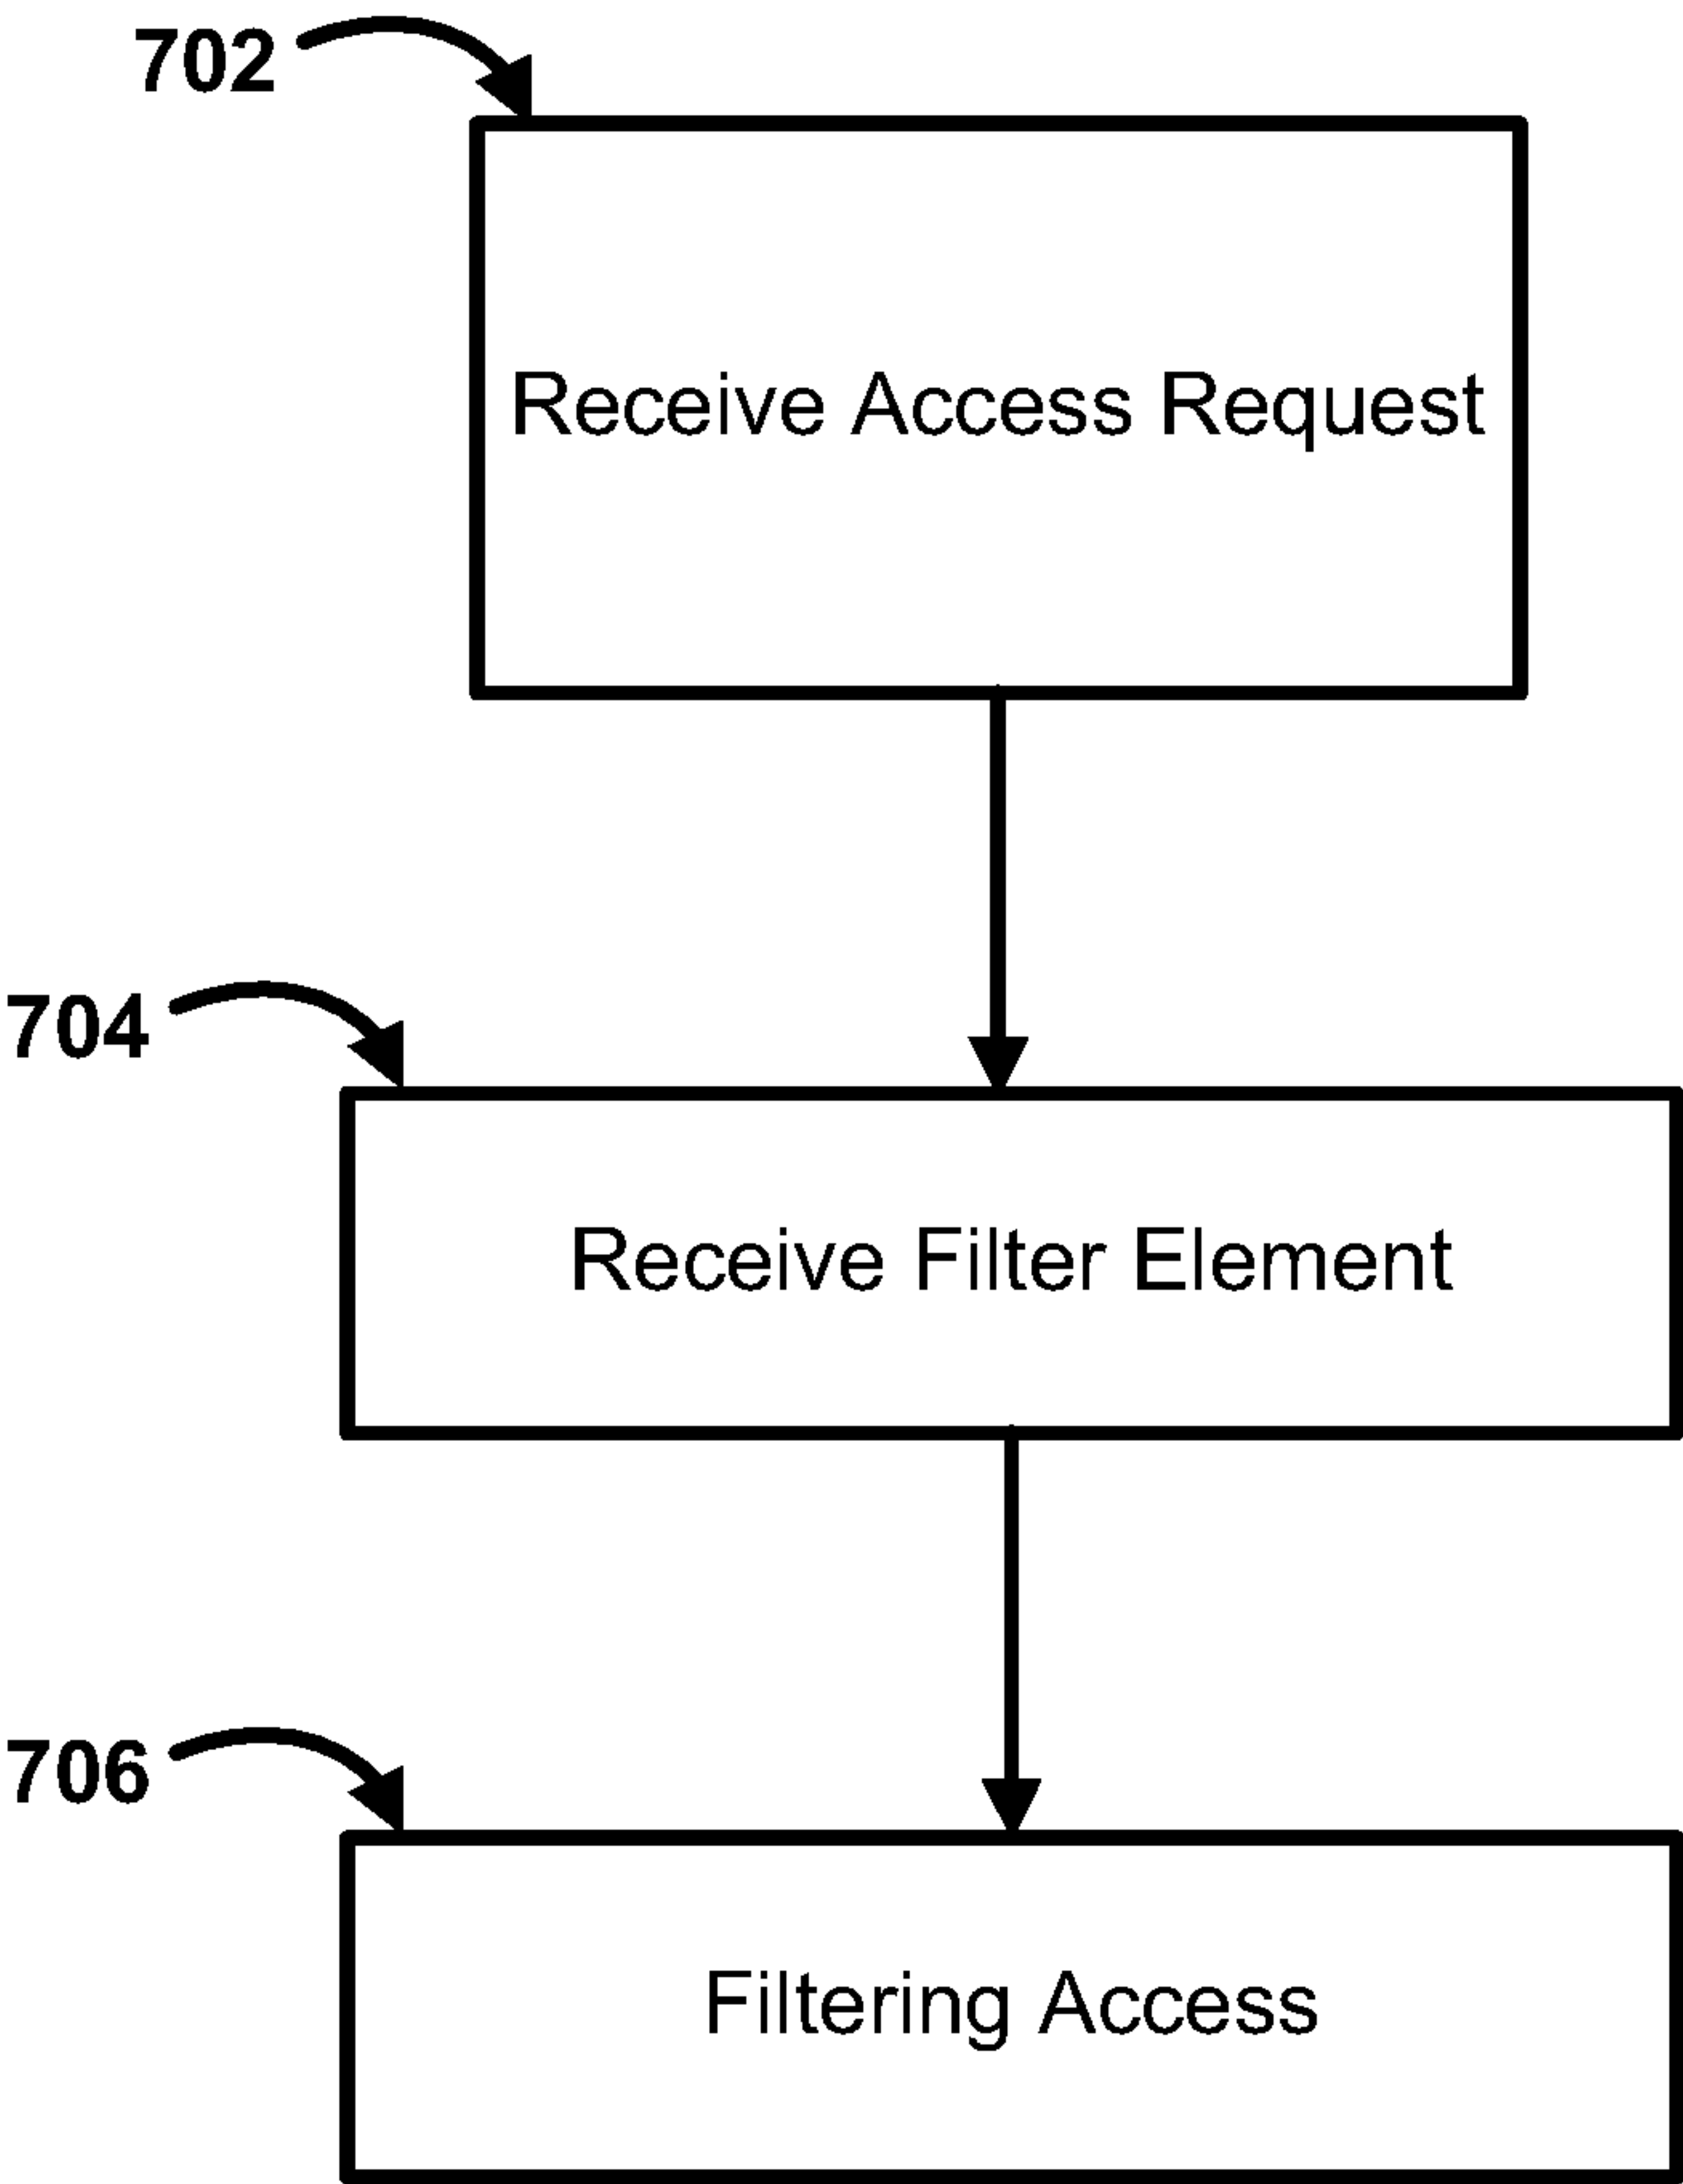 702
Receive Access Request
704
Receive Filter Element
706
Filtering Access